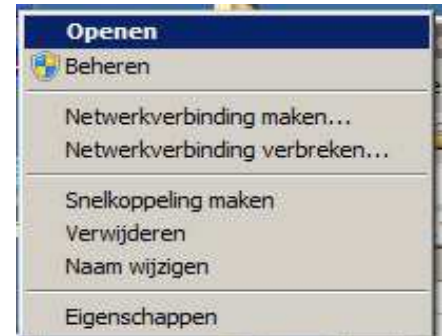 Openen
Beheren
Netwerkverbinding maken...
Netwerkverbinding verbreken...
Snelkoppeling maken
Verwijderen
Naam wijzigen
Eigenschappen